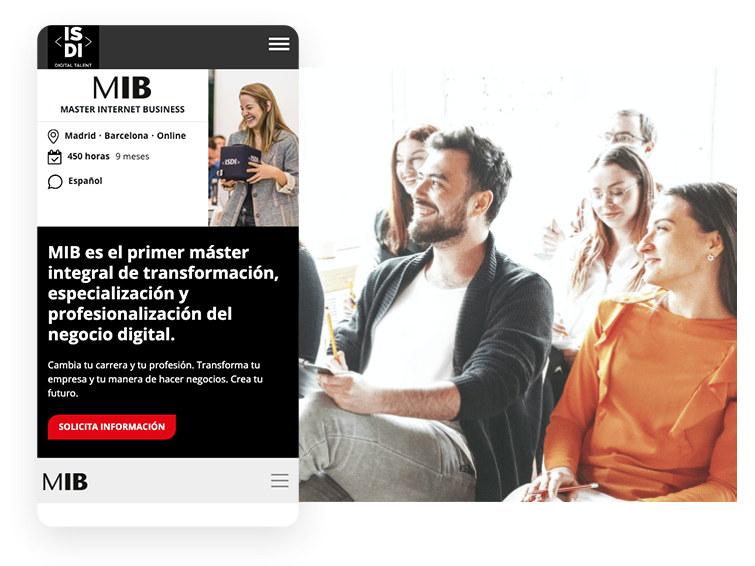 IS
DI
DIGITAL TALENT
MIB
MASTER INTERNET BUSINESS
Madrid · Barcelona · Online
450 horas 9 meses
Español
ISDI
MIB es el primer máster
integral de transformación,
especialización y
profesionalización del
negocio digital.
Cambia tu carrera y tu profesión. Transforma tu
empresa y tu manera de hacer negocios. Crea tu
futuro.
SOLICITA INFORMACIÓN
MIB